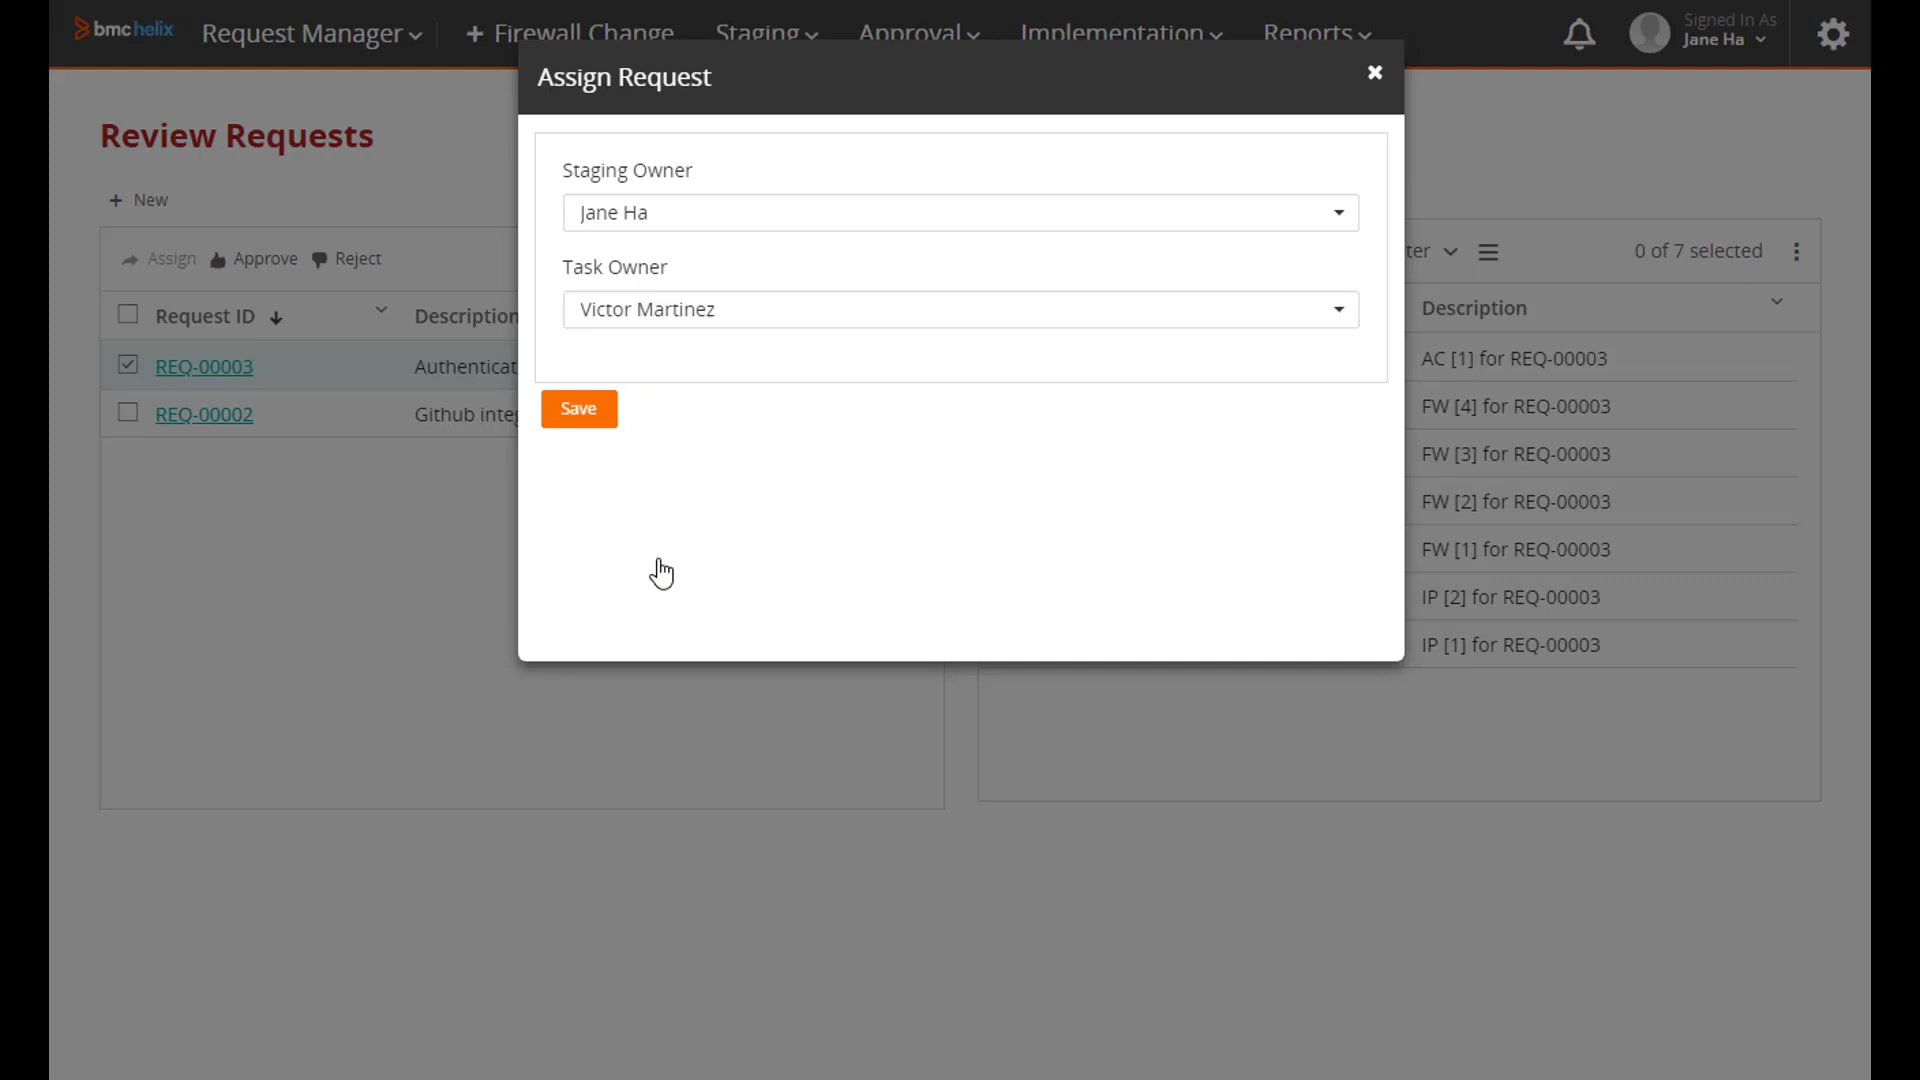 bmc helix
Request Manager
+ Firewall Change
Staging
Approval
Implementation
Reports
Signed In As
Jane Ha
Assign Request
Review Requests
+ New
Staging Owner
Jane Ha
Task Owner
Victor Martinez
Save
Assign
Approve
Reject
0 of 7 selected
Request ID
Description
REQ-00003
REQ-00002
Github
Description
AC [1] for REQ-00003
FW [4] for REQ-00003
FW [3] for REQ-00003
FW [2] for REQ-00003
FW [1] for REQ-00003
IP [2] for REQ-00003
IP [1] for REQ-00003